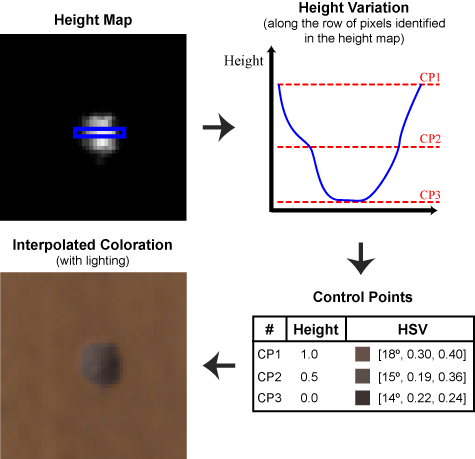 Height Map
Height Variation
(along the row of pixels identified
in the height map)
Height
CP1
CP2
CP3
Interpolated Coloration
(with lighting)
Control Points
# Height HSV
CP1 1.0 [18º, 0.30, 0.40]
CP2 0.5 [15º, 0.19, 0.36]
CP3 0.0 [14º, 0.22, 0.24]